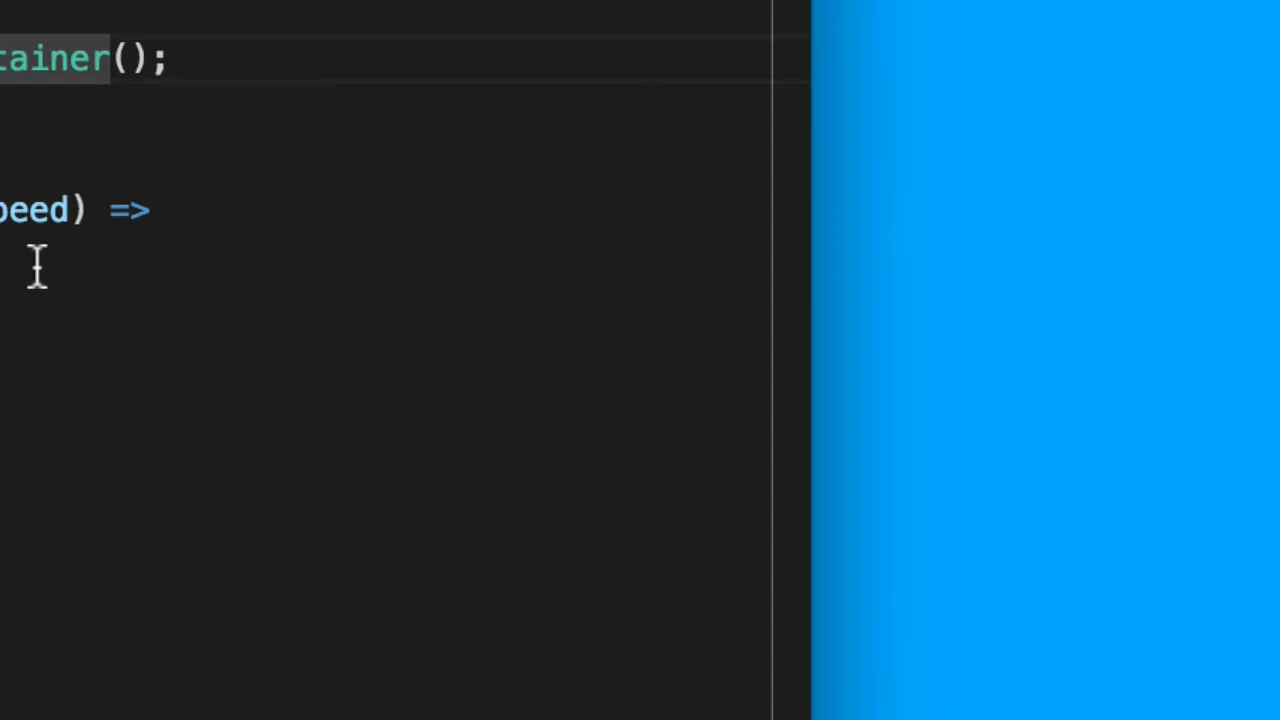 tainer();
peed) =>